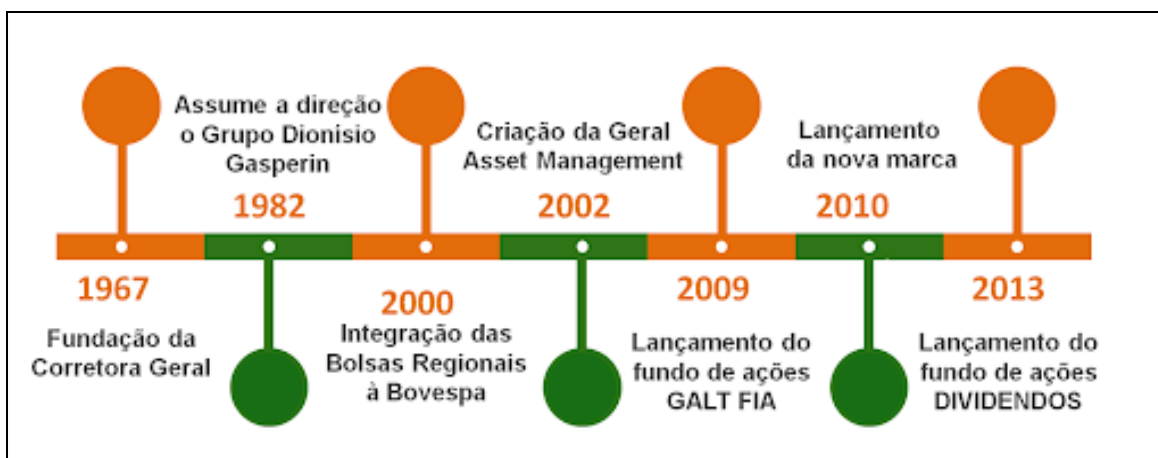 1967
Fundação da
Corretora Geral
Assume a direção
o Grupo Dionisio
Gasperin
1982
2000
Integração das
Bolsas Regionais
à Bovespa
Criação da Geral
Asset Management
2002
2009
Lançamento do
fundo de ações
GALT FIA
Lançamento
da nova marca
2010
2013
Lançamento do
fundo de ações
DIVIDENDOS